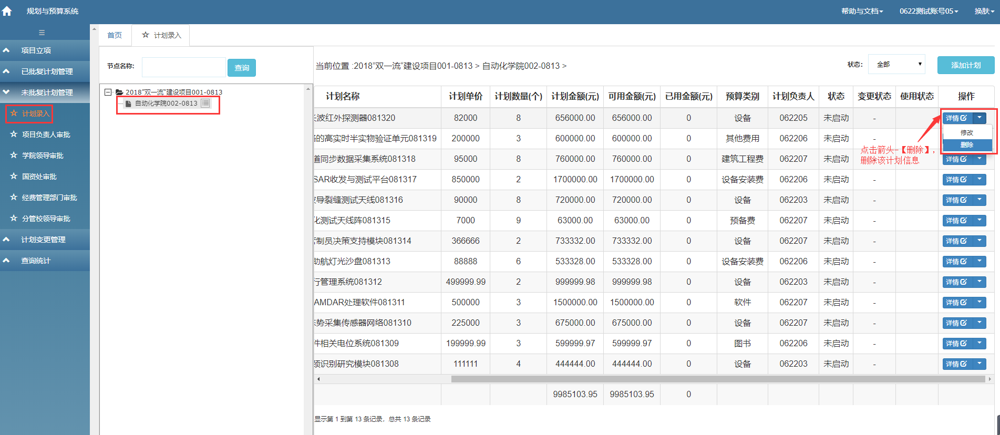 规划与预算系统 帮助与文档 0622测试账号05 换肤
项目立项
已批复计划管理
未批复计划管理
计划录入
项目负责人审批
学院领导审批
国资处审批
经费管理部门审批
分管校领导审批
计划变更管理
查询统计
首页 计划录入
节点名称: 查询
2018”双一流“建设项目001-0813
自动化学院002-0813
当前位置 :2018”双一流“建设项目001-0813 > 自动化学院002-0813 >
状态: 全部 添加计划
计划名称 计划单价 计划数量(个) 计划金额(元) 可用金额(元) 已用金额(元) 预算类别 计划负责人 状态 变更状态 使用状态 操作
波红外探测器081320 82000 8 656000.00 656000.00 0 设备 062205 未启动 - 详情
修改
删除
的高实时半实物验证单元081319 200000 3 600000.00 600000.00 0 其他费用 062206 未启动 -
道同步数据采集系统081318 95000 8 760000.00 760000.00 0 建筑工程费 062207 未启动 - 详情
点击箭头-【删除】,
删除该计划信息
SAR收发与测试平台081317 850000 2 1700000.00 1700000.00 0 设备安装费 062206 未启动 - 详情
导裂缝测试天线081316 90000 8 720000.00 720000.00 0 设备 062203 未启动 - 详情
化测试天线阵081315 7000 9 63000.00 63000.00 0 预备费 062207 未启动 - 详情
制员决策支持模块081314 366666 2 733332.00 733332.00 0 设备 062207 未启动 - 详情
助航灯光沙盘081313 88888 6 533328.00 533328.00 0 设备安装费 062206 未启动 - 详情
行管理系统081312 499999.99 2 999999.98 999999.98 0 设备 062203 未启动 - 详情
AMDAR处理软件081311 500000 3 1500000.00 1500000.00 0 软件 062207 未启动 - 详情
势采集传感器网络081310 225000 3 675000.00 675000.00 0 设备 062207 未启动 - 详情
件相关电位系统081309 199999.99 3 599999.97 599999.97 0 图书 062206 未启动 - 详情
识别研究模块081308 111111 4 444444.00 444444.00 0 设备 062203 未启动 - 详情
9985103.95 9985103.95 0
显示第 1 到第 13 条记录，总共 13 条记录